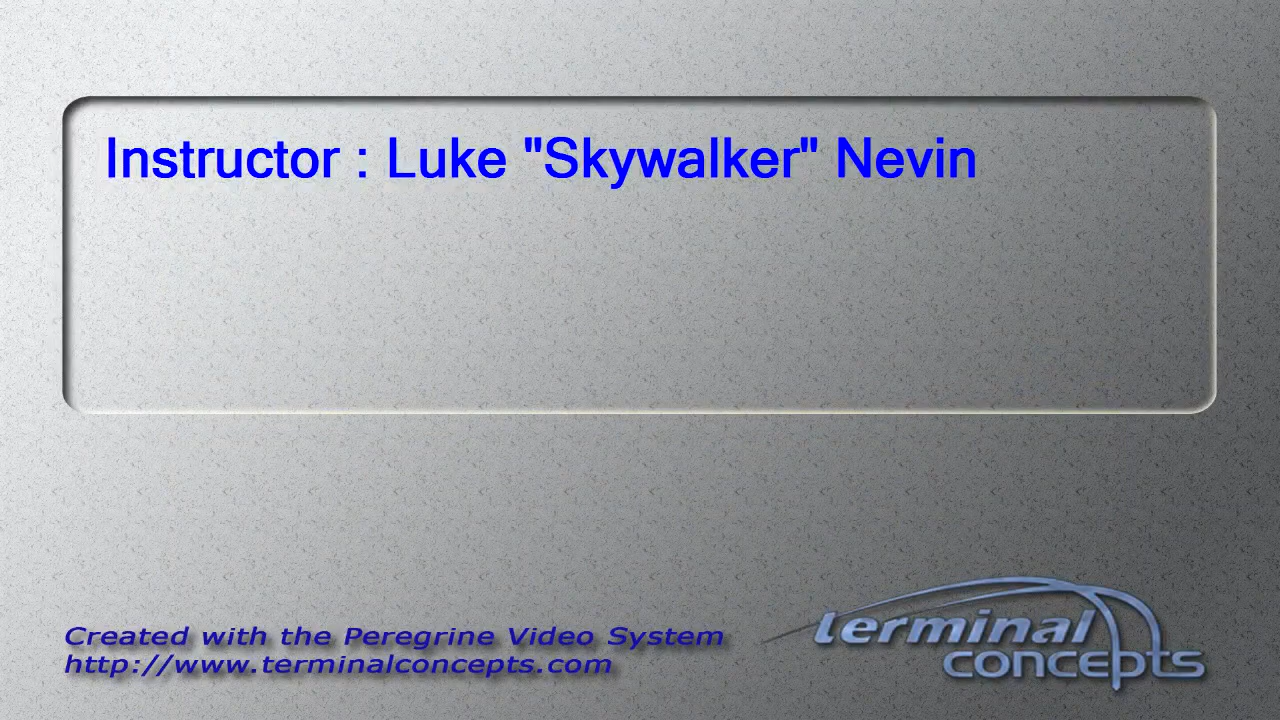 Instructor : Luke "Skywalker" Nevin
Created with the Peregrine Video System
http://www.terminalconcepts.com
terminal
concepts